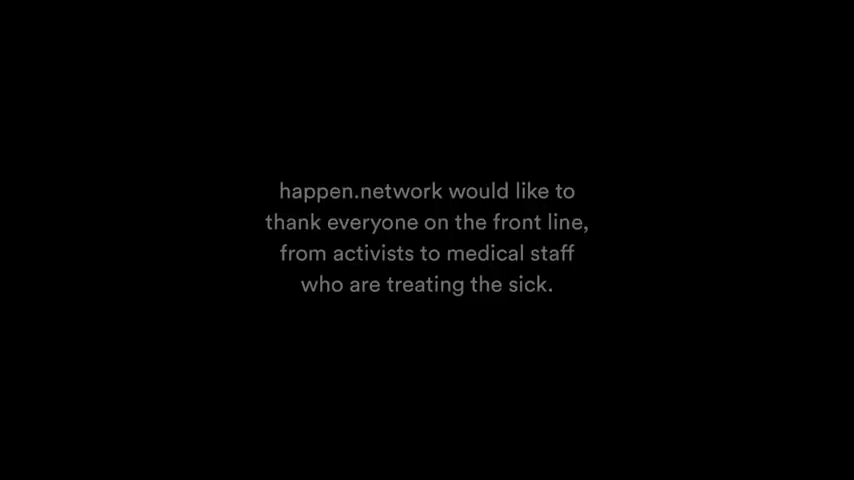 happen.network would like to
thank everyone on the front line,
from activists to medical staff
who are treating the sick.